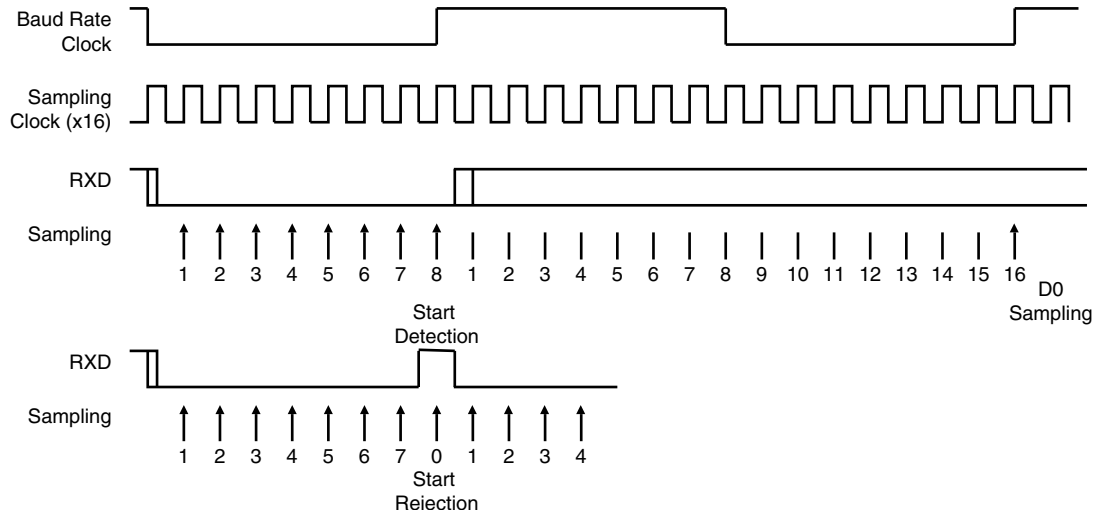 Baud Rate
Clock
Sampling
Clock (x16)
RXD
Sampling
1 2 3 4 5 6 7 8 1 2 3 4 5 6 7 8 9 10 11 12 13 14 15 16
D0
Sampling
Start
Detection
RXD
Sampling
1 2 3 4 5 6 7 0 1 2 3 4
Start
Rejection